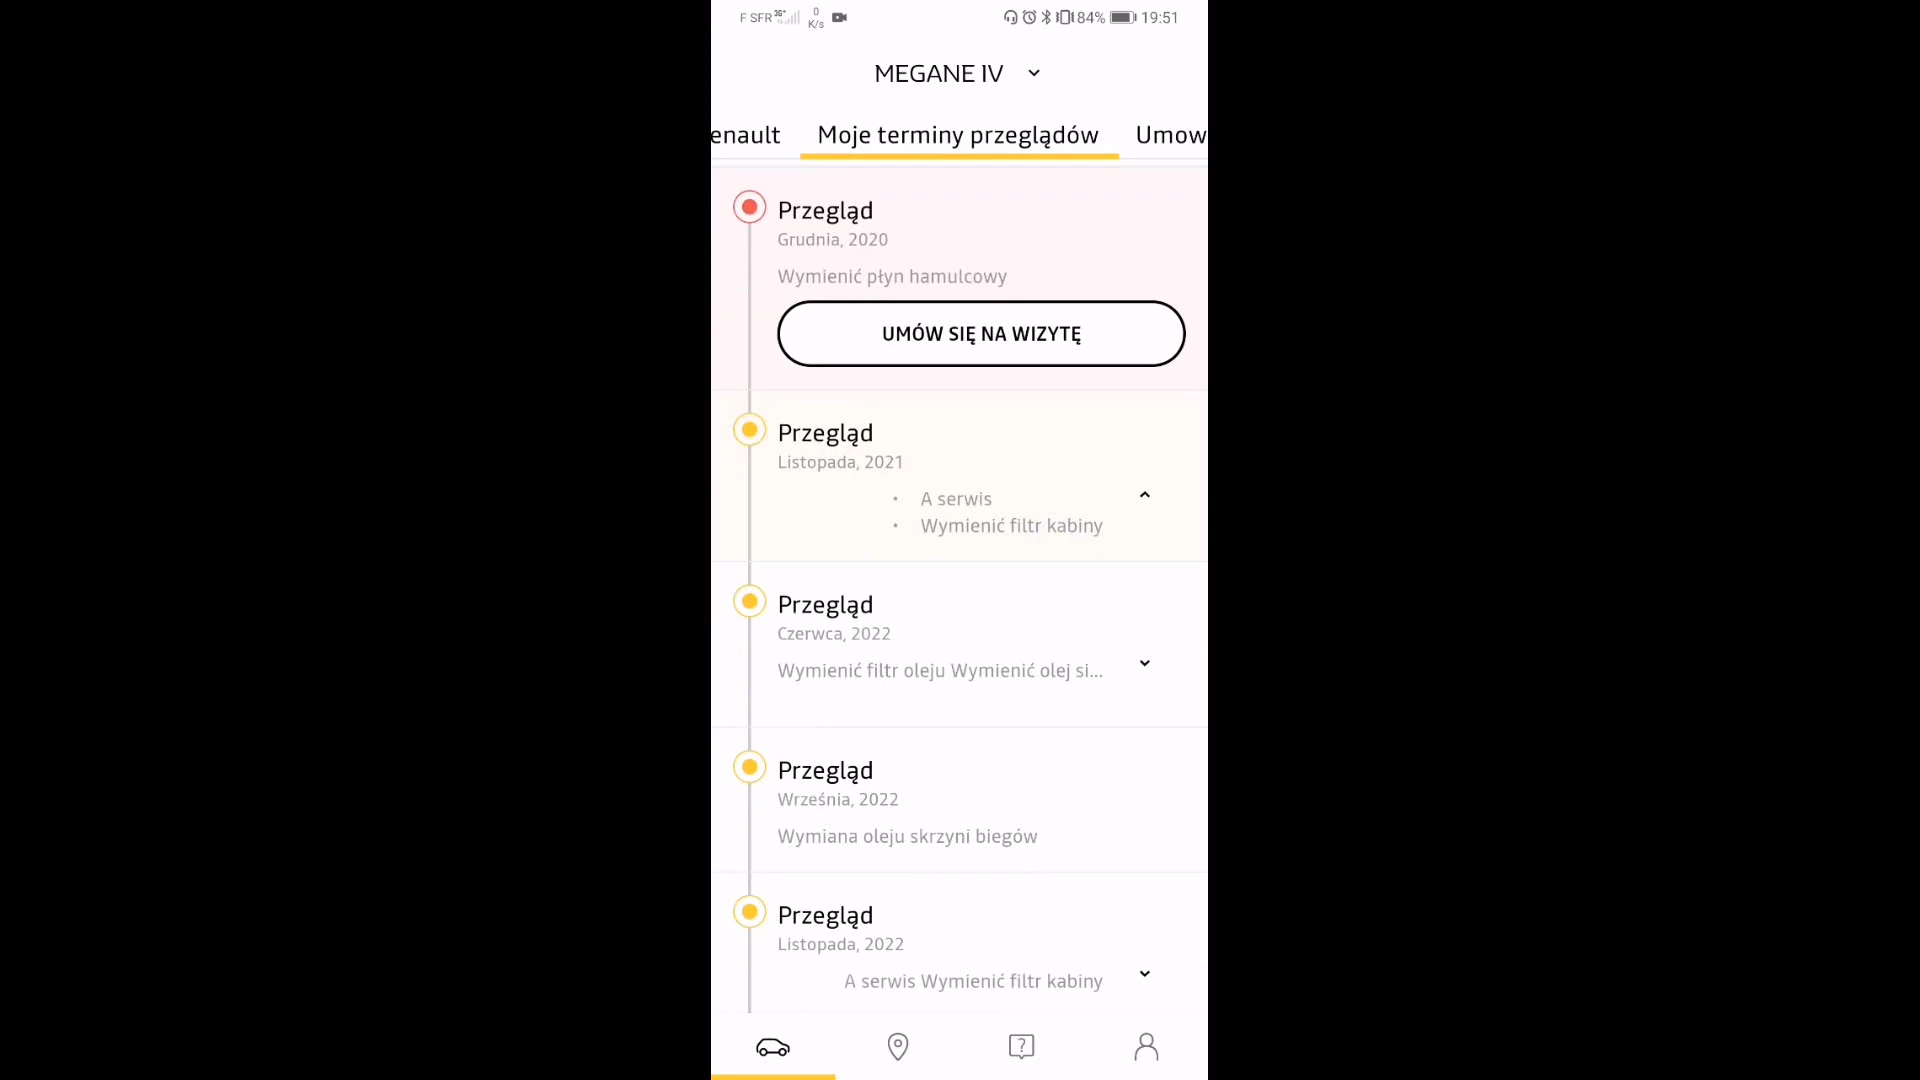 F SFR 3G+ 0 K/s 84% 19:51
MEGANE IV
enault Moje terminy przeglądów Umow
Przegląd
Grudnia, 2020
Wymienić płyn hamulcowy
UMÓW SIĘ NA WIZYTĘ
Przegląd
Listopada, 2021
• A serwis
• Wymienić filtr kabiny
Przegląd
Czerwca, 2022
Wymienić filtr oleju Wymienić olej si...
Przegląd
Września, 2022
Wymiana oleju skrzyni biegów
Przegląd
Listopada, 2022
A serwis Wymienić filtr kabiny
?